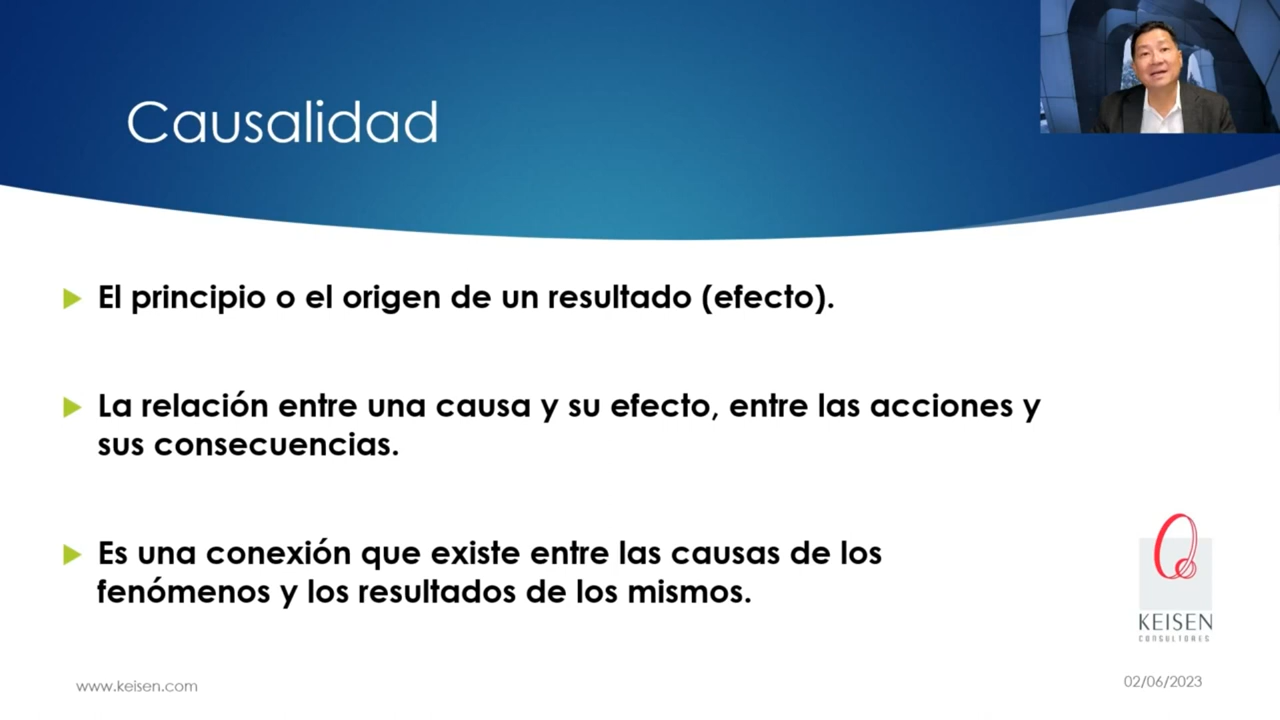 Causalidad
El principio o el origen de un resultado (efecto).
La relación entre una causa y su efecto, entre las acciones y
sus consecuencias.
Es una conexión que existe entre las causas de los
fenómenos y los resultados de los mismos.
KEISEN
CONSULTORES
www.keisen.com
02/06/2023